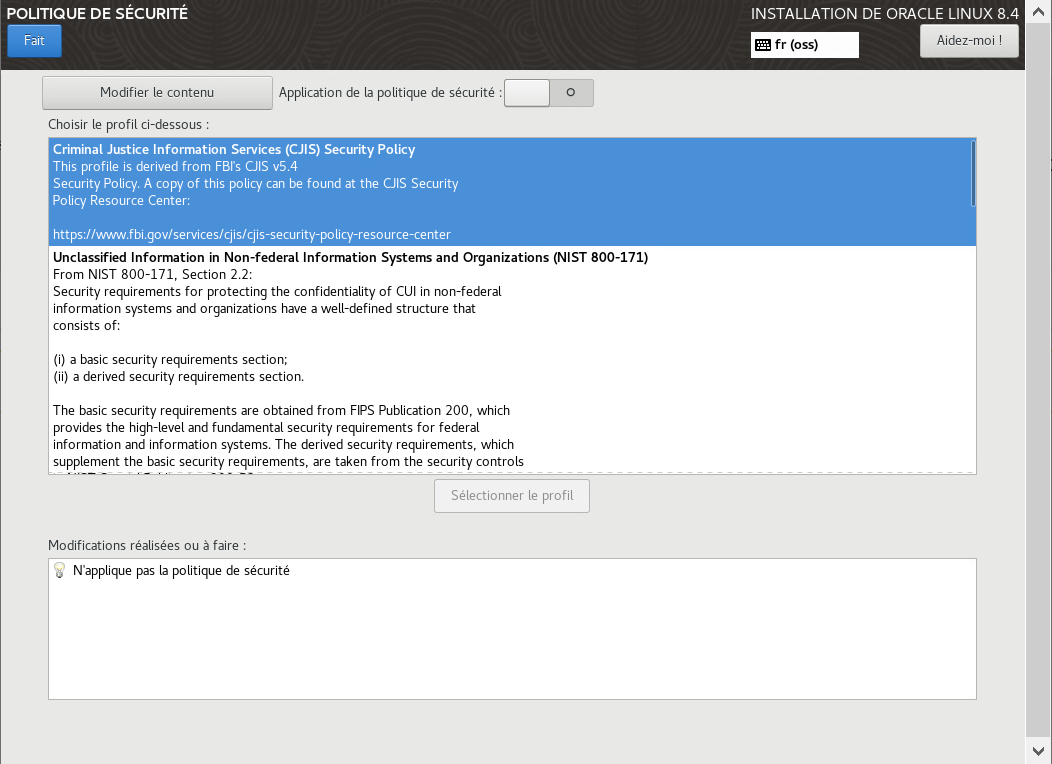 POLITIQUE DE SÉCURITÉ
INSTALLATION DE ORACLE LINUX 8.4
Fait
fr (oss)
Aidez-moi !
Modifier le contenu
Application de la politique de sécurité :
O
Choisir le profil ci-dessous :
Criminal Justice Information Services (CJIS) Security Policy
This profile is derived from FBI's CJIS v5.4
Security Policy. A copy of this policy can be found at the CJIS Security
Policy Resource Center:
https://www.fbi.gov/services/cjis/cjis-security-policy-resource-center
Unclassified Information in Non-federal Information Systems and Organizations (NIST 800-171)
From NIST 800-171, Section 2.2:
Security requirements for protecting the confidentiality of CUI in non-federal
information systems and organizations have a well-defined structure that
consists of:
(i) a basic security requirements section;
(ii) a derived security requirements section.
The basic security requirements are obtained from FIPS Publication 200, which
provides the high-level and fundamental security requirements for federal
information and information systems. The derived security requirements, which
supplement the basic security requirements, are taken from the security controls
Sélectionner le profil
Modifications réalisées ou à faire :
N'applique pas la politique de sécurité